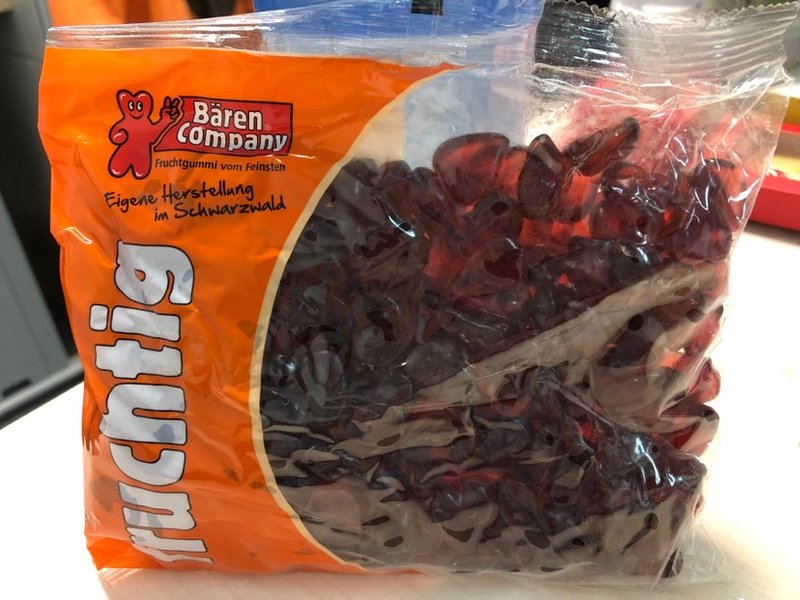 Bären®
Company
Fruchtgummi vom Feinsten
Eigene Herstellung
im Schwarzwald
fruchtig